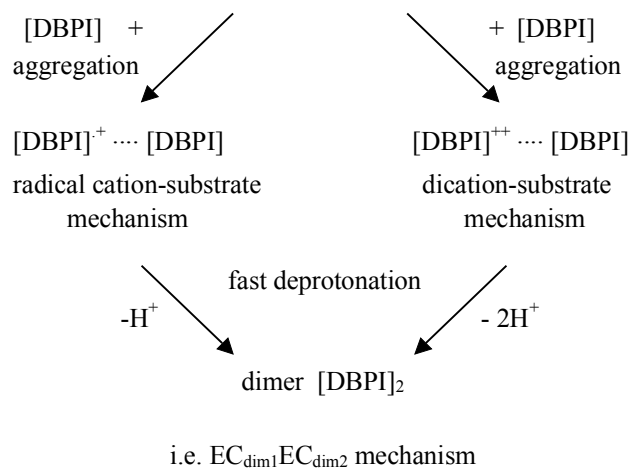 [DBPI] + + [DBPI]
aggregation aggregation
[DBPI]·+ ···· [DBPI] [DBPI]++ ···· [DBPI]
radical cation-substrate dication-substrate
mechanism mechanism
fast deprotonation
-H+ - 2H+
dimer [DBPI]2
i.e. ECdim1ECdim2 mechanism